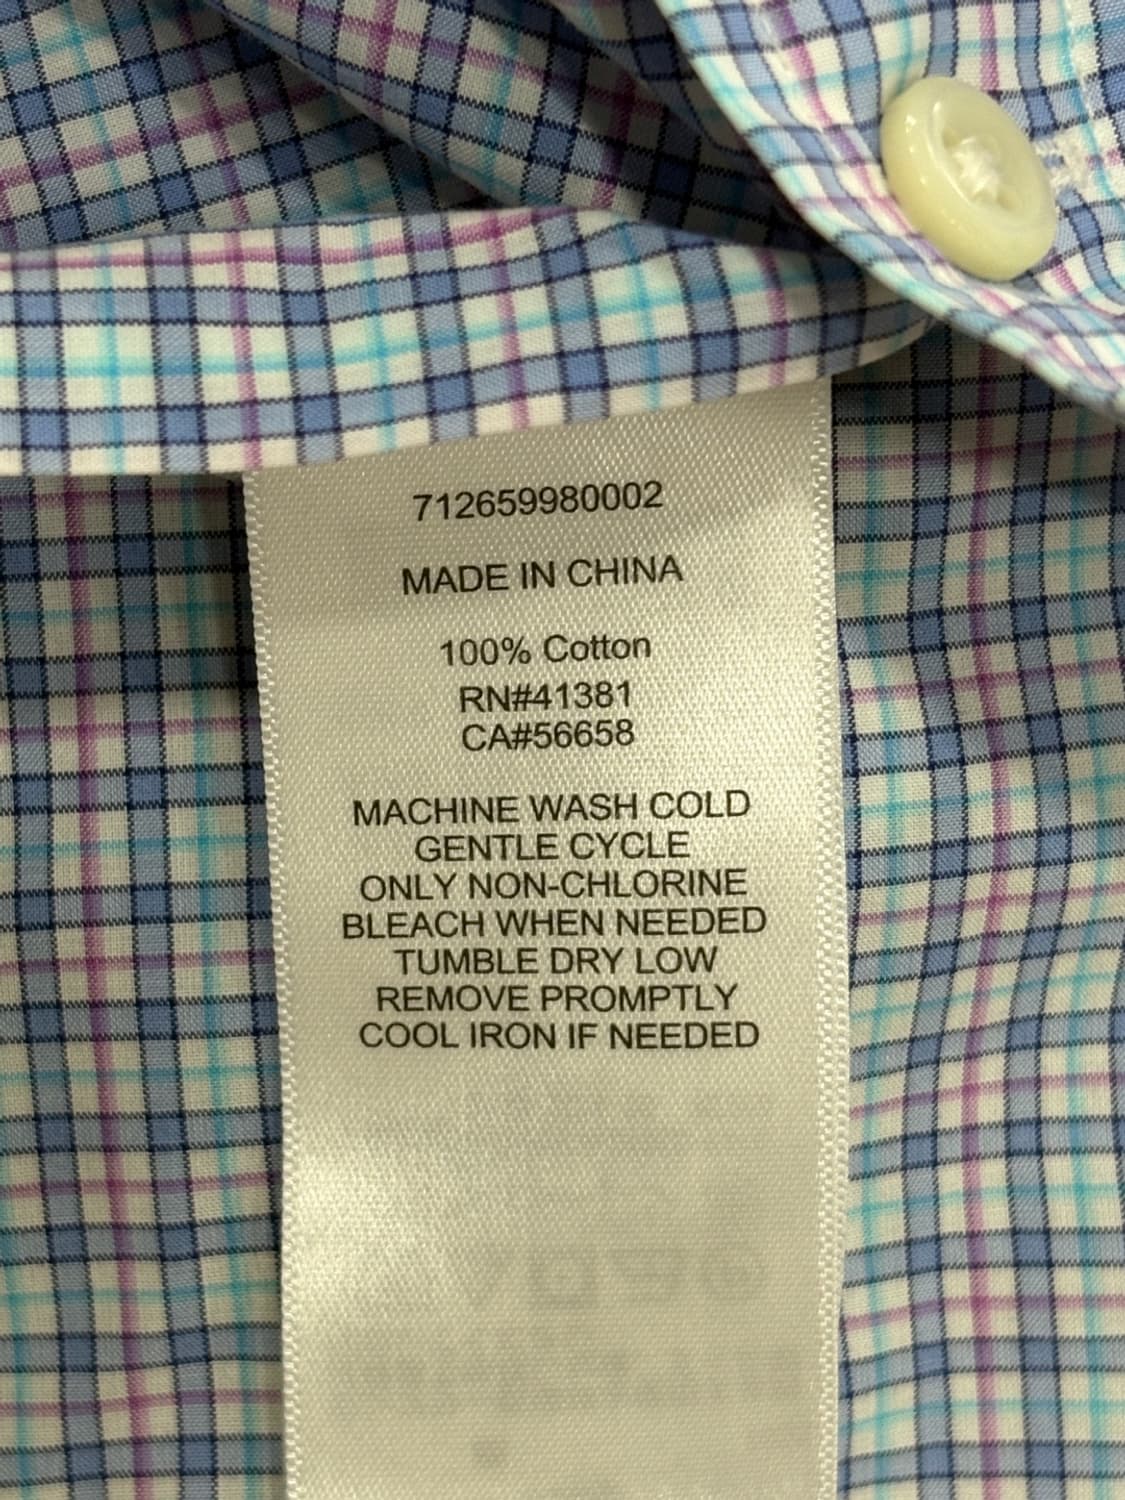 712659980002
MADE IN CHINA
100% Cotton
RN#41381
CA#56658
MACHINE WASH COLD
GENTLE CYCLE
ONLY NON-CHLORINE
BLEACH WHEN NEEDED
TUMBLE DRY LOW
REMOVE PROMPTLY
COOL IRON IF NEEDED